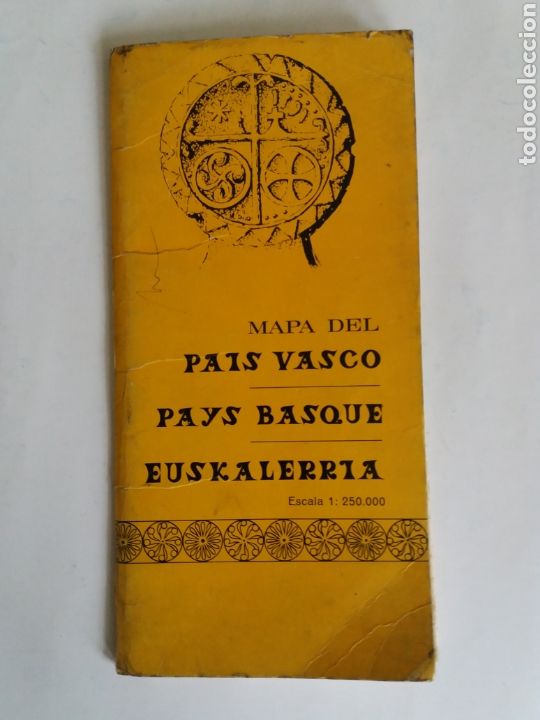 MAPA DEL
PAIS VASCO
PAYS BASQUE
EUSKALERRIA
Escala 1: 250.000
todocoleccion